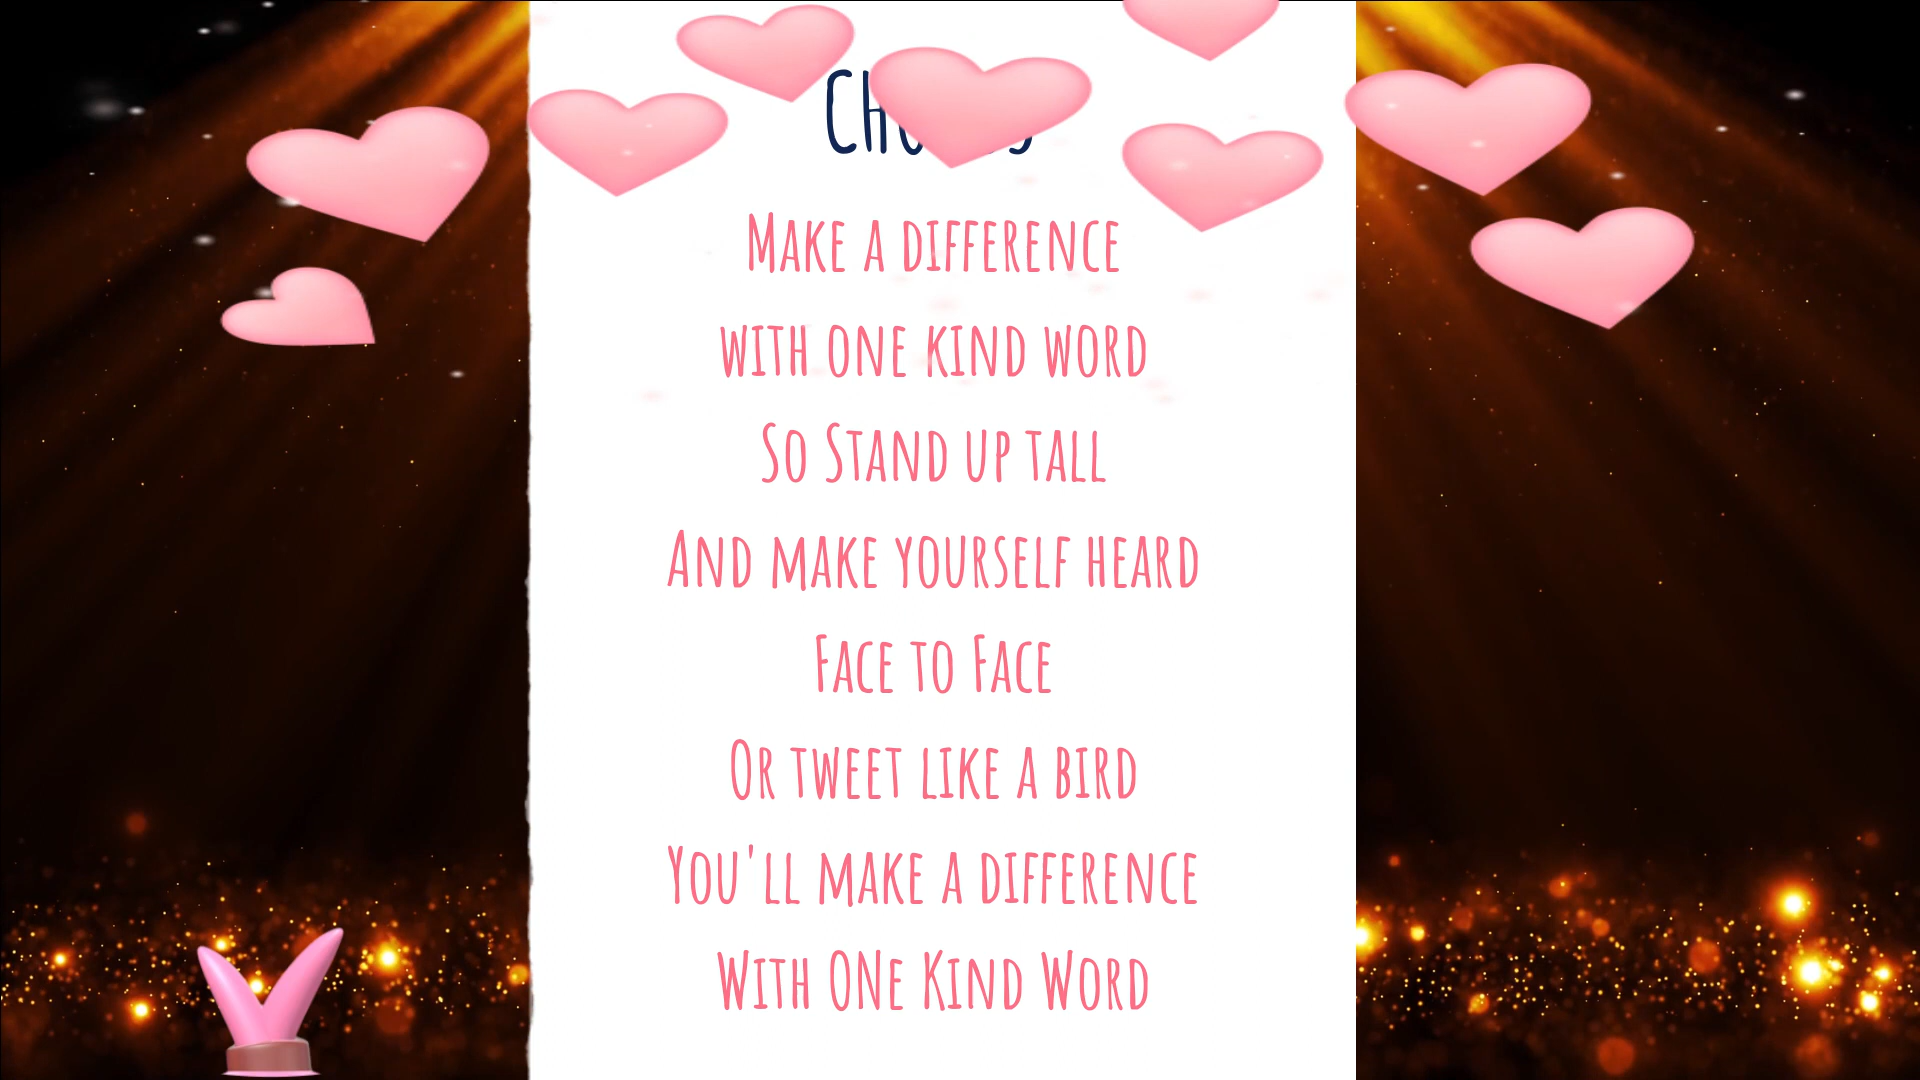 Make a difference
with one kind word
So Stand up tall
And make yourself heard
Face to Face
Or tweet like a bird
You'll make a difference
With ONe Kind Word